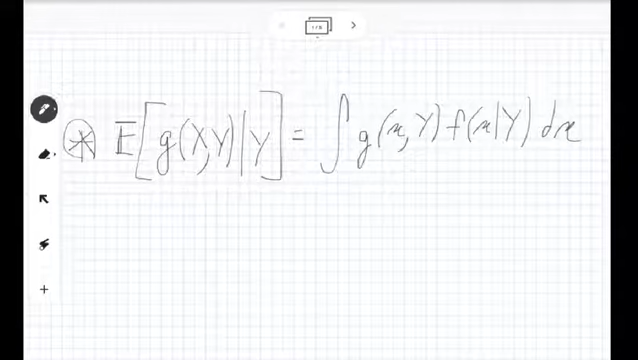 ⊛ E[g(X,Y)|Y] = ∫ g(x,Y) f(x|Y) dx